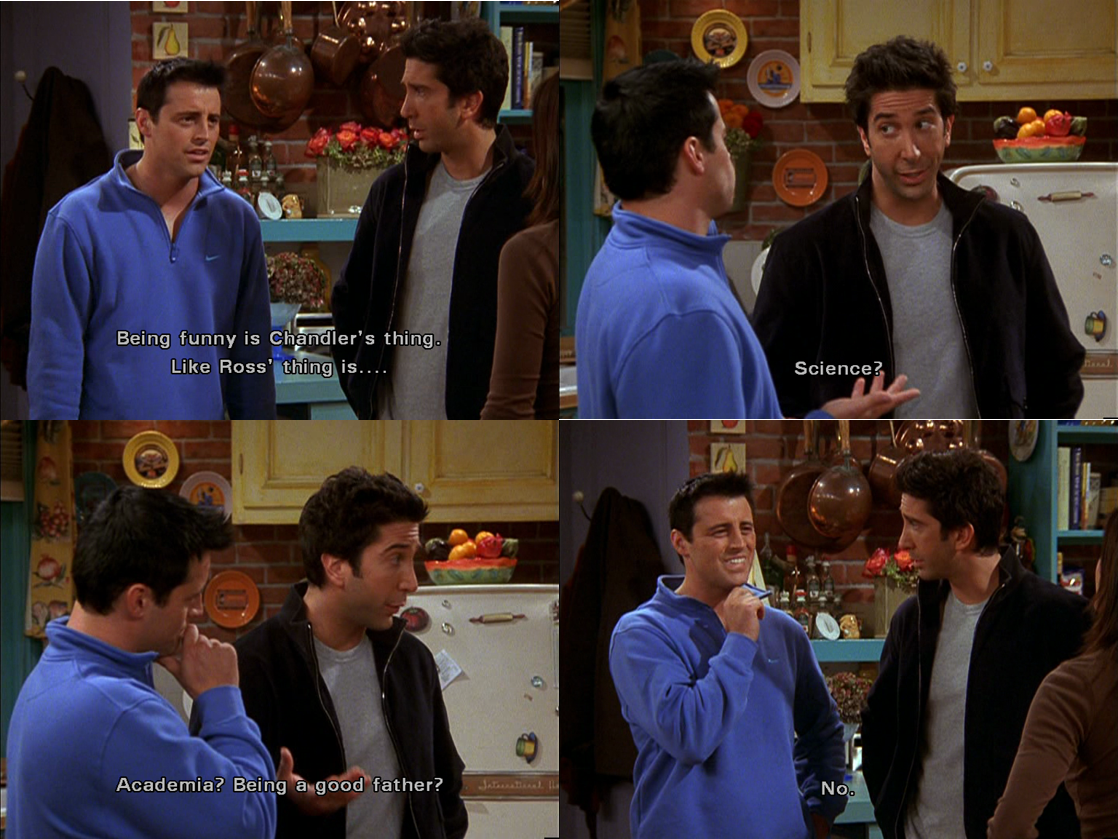 Being funny is Chandler's thing.
Like Ross' thing is....
Science?
Academia? Being a good father?
No.